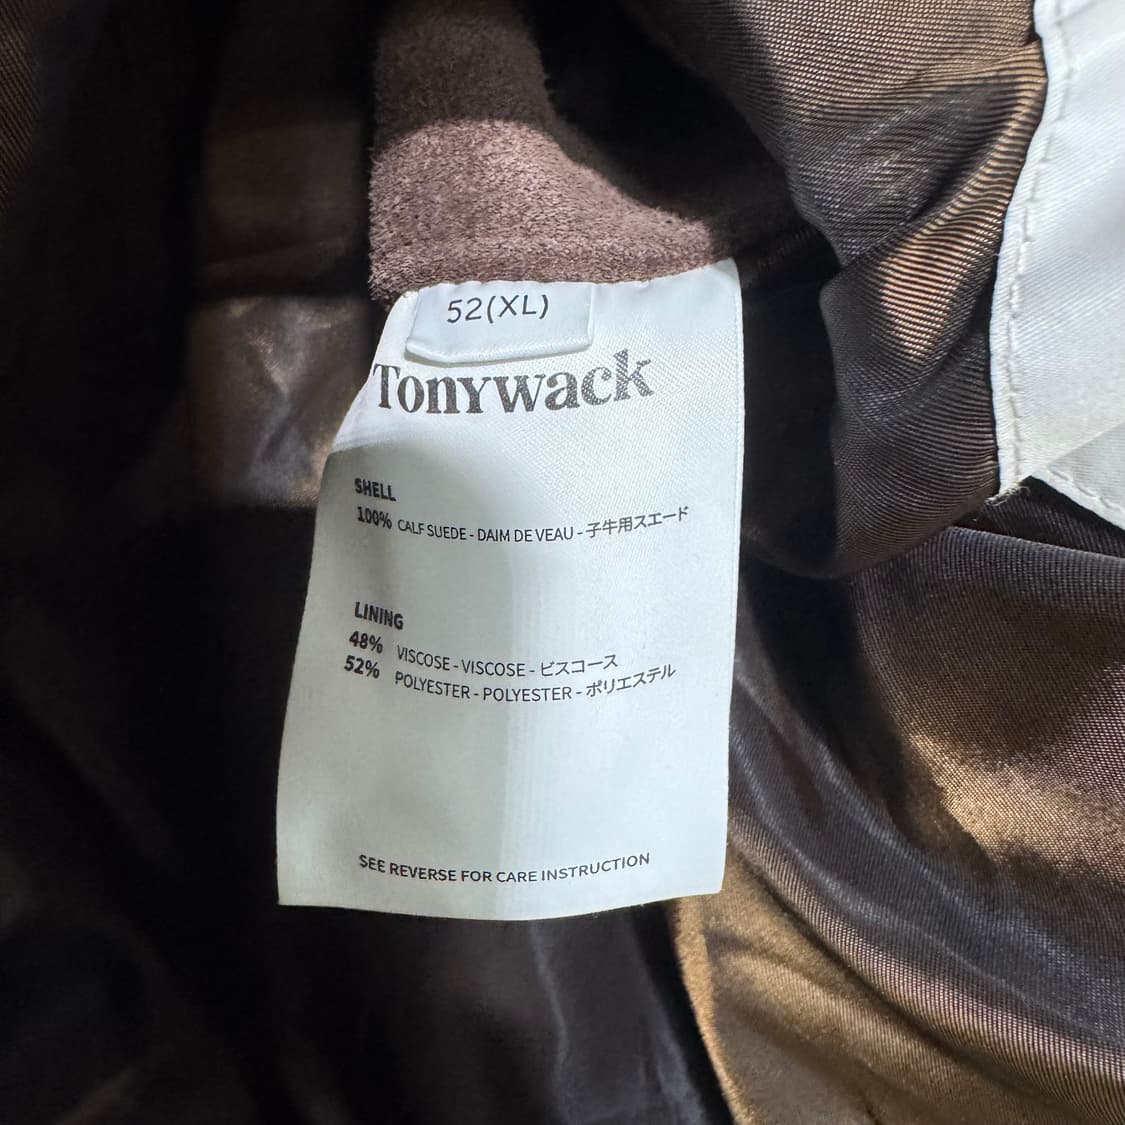 52(XL)
Tonywack
SHELL
100% CALF SUEDE - DAIM DE VEAU - 子牛用スエード
LINING
48% VISCOSE - VISCOSE - ビスコース
52% POLYESTER - POLYESTER - ポリエステル
SEE REVERSE FOR CARE INSTRUCTION